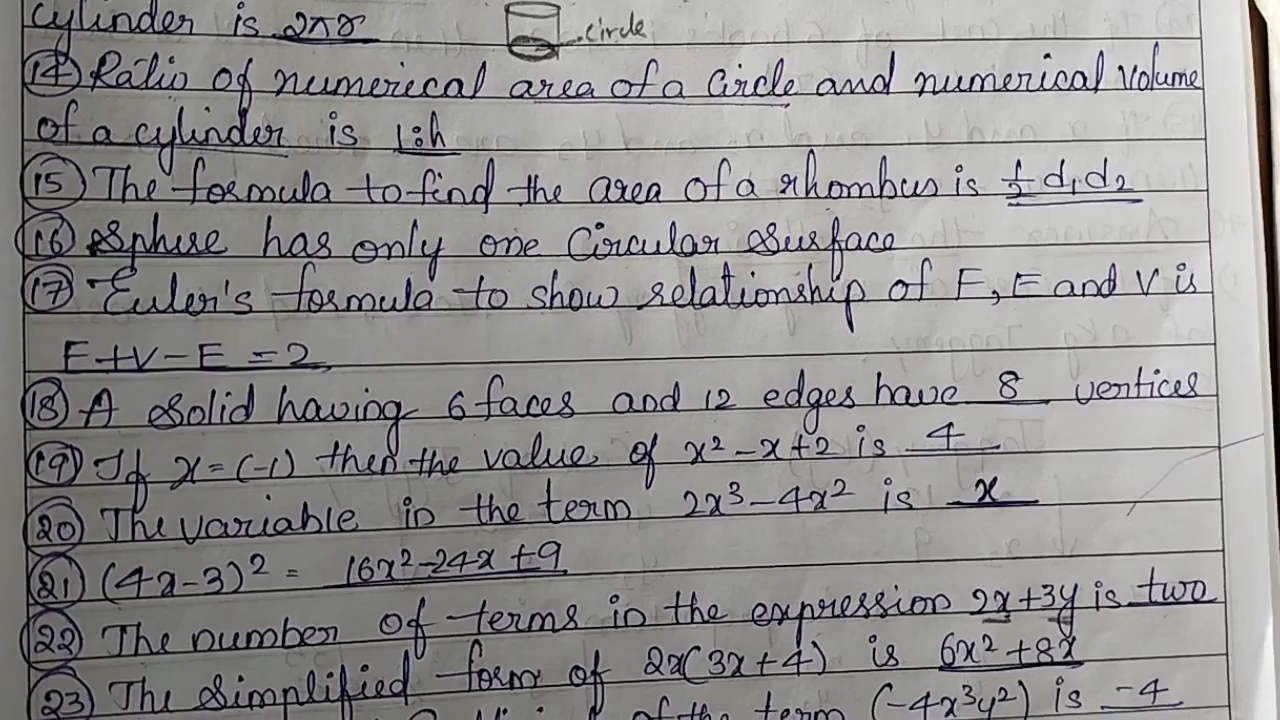 cylinder is 2πr circle
(14) Ratio of numerical area of a Circle and numerical Volume
of a cylinder is 1:h
(15) The formula to find the area of a rhombus is 1/2 d₁d₂
(16) Sphere has only one Circular Surface
(17) Euler's formula to show relationship of F, E and V is
F+V-E=2
(18) A Solid having 6 faces and 12 edges have 8 vertices
(19) If x=(-1) then the value of x²-x+2 is 4
(20) The variable in the term 2x³-4x² is x
(21) (4x-3)² = 16x²-24x+9
(22) The number of terms in the expression 2x+3y is two
(23) The Simplified form of 2x(3x+4) is 6x²+8x
of the term (-4x³y²) is -4